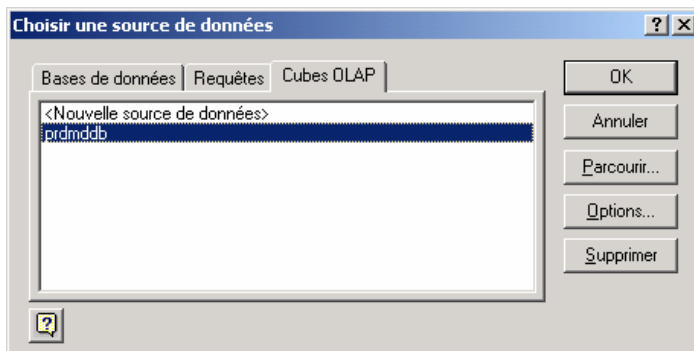 Choisir une source de données
Bases de données Requêtes Cubes OLAP
<Nouvelle source de données>
prdmddb
OK
Annuler
Parcourir...
Options...
Supprimer